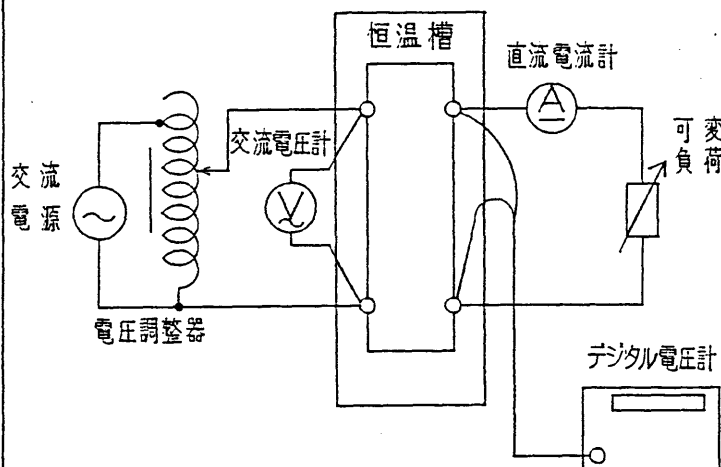 恒温槽
直流電流計
A
可変
負荷
交流電圧計
V
交流
電源
電圧調整器
デジタル電圧計